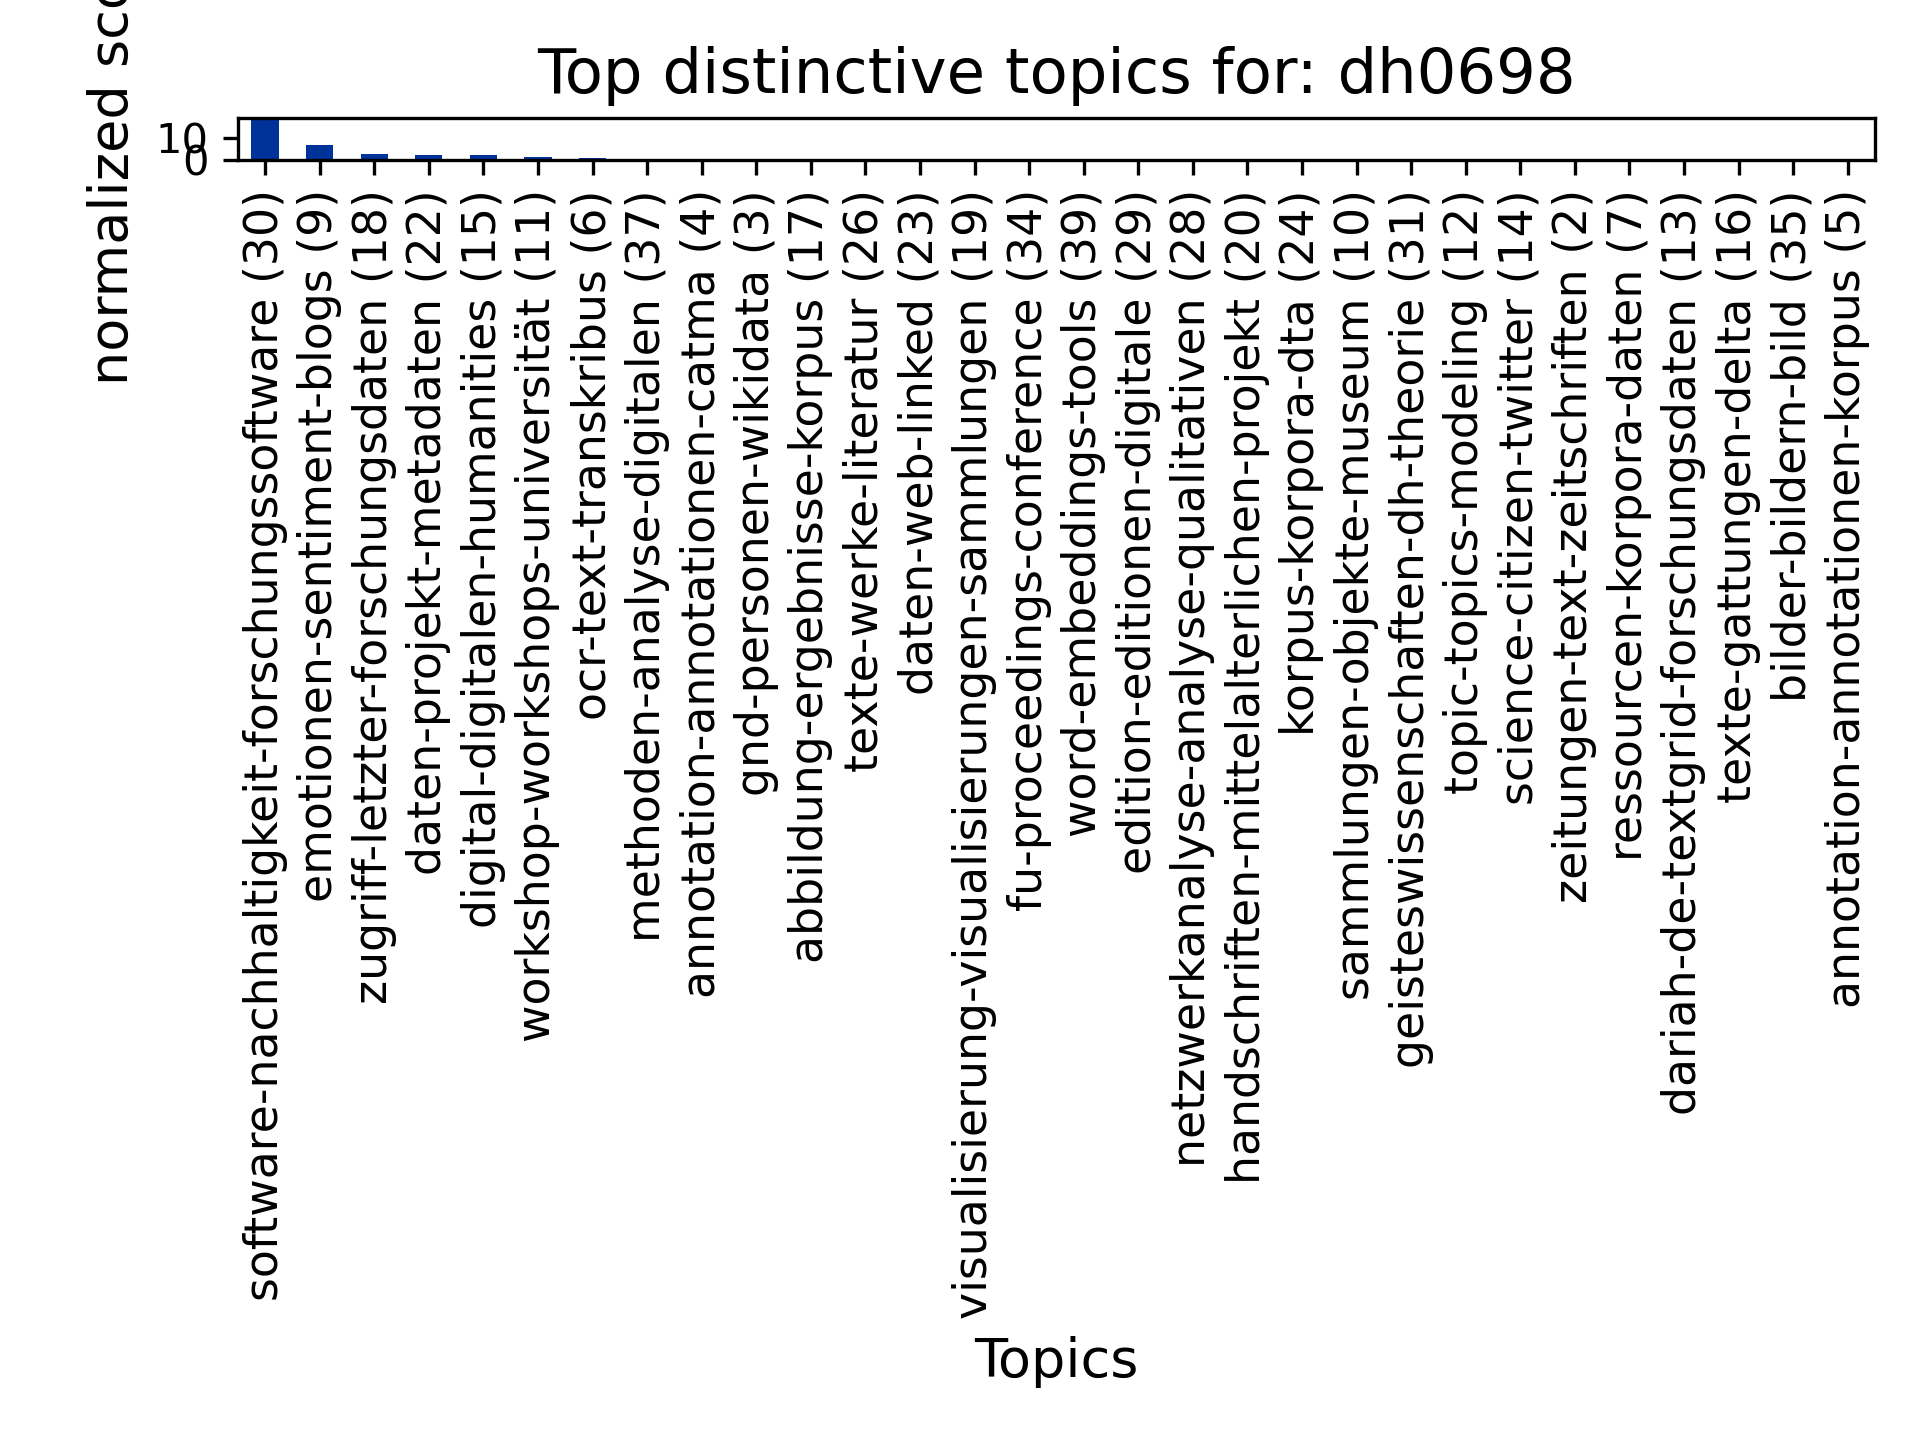 Top distinctive topics for: dh0698
normalized sco
10
0
software-nachhaltigkeit-forschungssoftware (30)
emotionen-sentiment-blogs (9)
zugriff-letzter-forschungsdaten (18)
daten-projekt-metadaten (22)
digital-digitalen-humanities (15)
workshop-workshops-universität (11)
ocr-text-transkribus (6)
methoden-analyse-digitalen (37)
annotation-annotationen-catma (4)
gnd-personen-wikidata (3)
abbildung-ergebnisse-korpus (17)
texte-werke-literatur (26)
daten-web-linked (23)
visualisierung-visualisierungen-sammlungen (19)
fu-proceedings-conference (34)
word-embeddings-tools (39)
edition-editionen-digitale (29)
netzwerkanalyse-analyse-qualitativen (28)
handschriften-mittelalterlichen-projekt (20)
korpus-korpora-dta (24)
sammlungen-objekte-museum (10)
geisteswissenschaften-dh-theorie (31)
topic-topics-modeling (12)
science-citizen-twitter (14)
zeitungen-text-zeitschriften (2)
ressourcen-korpora-daten (7)
dariah-de-textgrid-forschungsdaten (13)
texte-gattungen-delta (16)
bilder-bildern-bild (35)
annotation-annotationen-korpus (5)
Topics